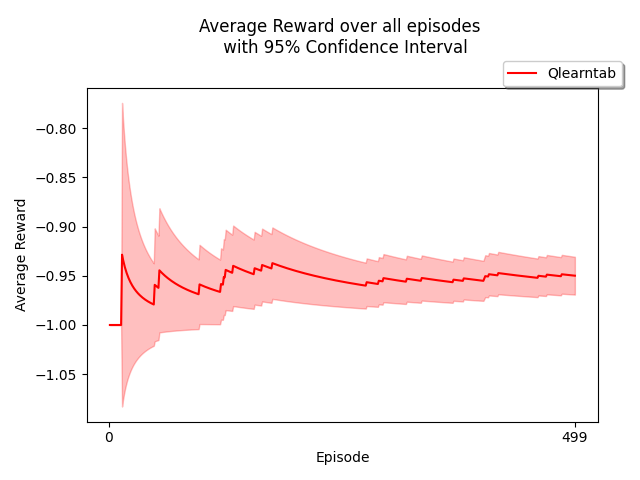 Average Reward over all episodes
with 95% Confidence Interval
Qlearntab
−0.80
−0.85
−0.90
−0.95
−1.00
−1.05
Average Reward
0
499
Episode